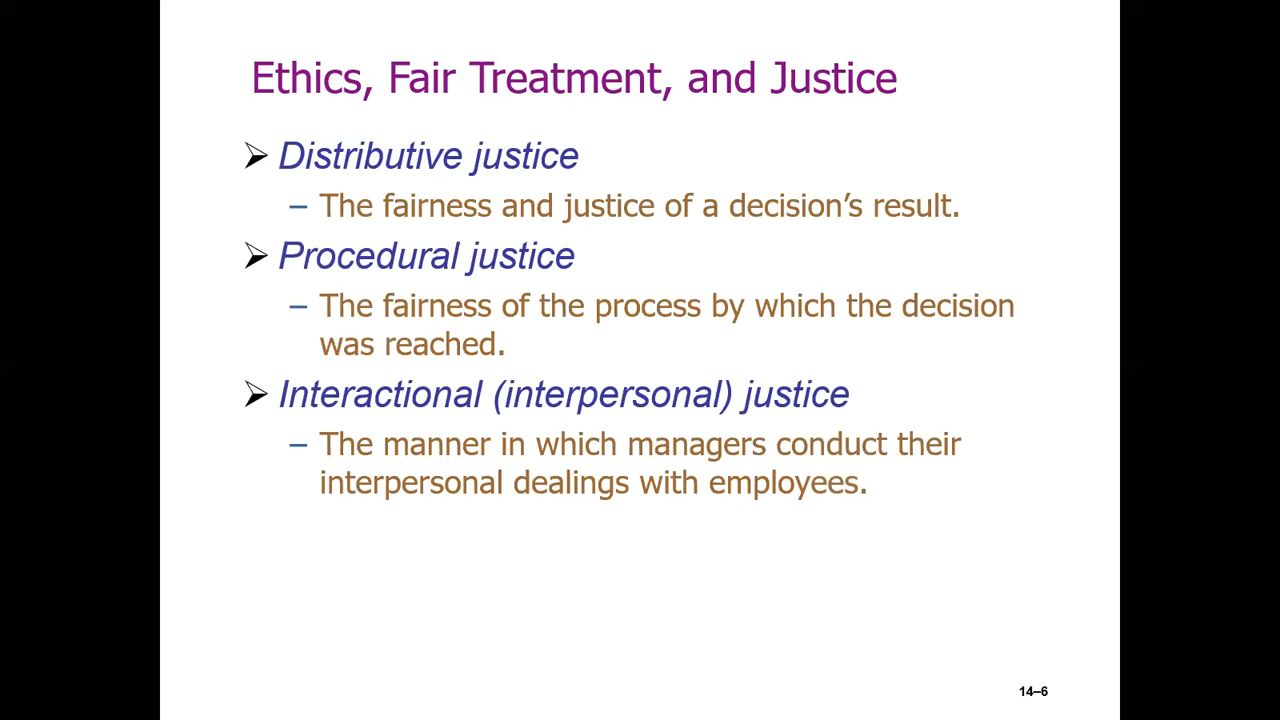 Ethics, Fair Treatment, and Justice
➢ Distributive justice
– The fairness and justice of a decision’s result.
➢ Procedural justice
– The fairness of the process by which the decision
was reached.
➢ Interactional (interpersonal) justice
– The manner in which managers conduct their
interpersonal dealings with employees.
14–6